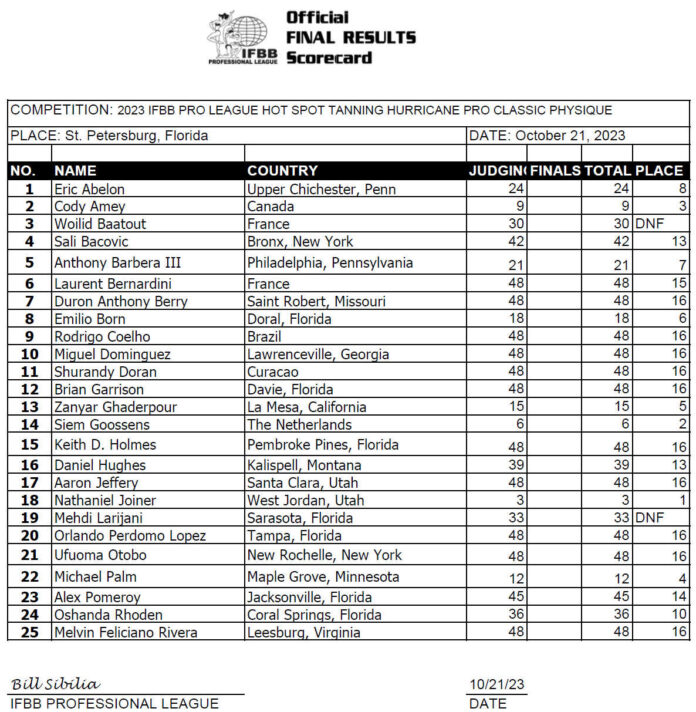 Official
FINAL RESULTS
Scorecard
IFBB
PROFESSIONAL LEAGUE
COMPETITION: 2023 IFBB PRO LEAGUE HOT SPOT TANNING HURRICANE PRO CLASSIC PHYSIQUE
PLACE: St. Petersburg, Florida DATE: October 21, 2023
NO. NAME COUNTRY JUDGING FINALS TOTAL PLACE
1 Eric Abelon Upper Chichester, Penn 24 24 8
2 Cody Amey Canada 9 9 3
3 Woilid Baatout France 30 30 DNF
4 Sali Bacovic Bronx, New York 42 42 13
5 Anthony Barbera III Philadelphia, Pennsylvania 21 21 7
6 Laurent Bernardini France 48 48 15
7 Duron Anthony Berry Saint Robert, Missouri 48 48 16
8 Emilio Born Doral, Florida 18 18 6
9 Rodrigo Coelho Brazil 48 48 16
10 Miguel Dominguez Lawrenceville, Georgia 48 48 16
11 Shurandy Doran Curacao 48 48 16
12 Brian Garrison Davie, Florida 48 48 16
13 Zanyar Ghaderpour La Mesa, California 15 15 5
14 Siem Goossens The Netherlands 6 6 2
15 Keith D. Holmes Pembroke Pines, Florida 48 48 16
16 Daniel Hughes Kalispell, Montana 39 39 13
17 Aaron Jeffery Santa Clara, Utah 48 48 16
18 Nathaniel Joiner West Jordan, Utah 3 3 1
19 Mehdi Larijani Sarasota, Florida 33 33 DNF
20 Orlando Perdomo Lopez Tampa, Florida 48 48 16
21 Ufuoma Otobo New Rochelle, New York 48 48 16
22 Michael Palm Maple Grove, Minnesota 12 12 4
23 Alex Pomeroy Jacksonville, Florida 45 45 14
24 Oshanda Rhoden Coral Springs, Florida 36 36 10
25 Melvin Feliciano Rivera Leesburg, Virginia 48 48 16
Bill Sibilia 10/21/23
IFBB PROFESSIONAL LEAGUE DATE